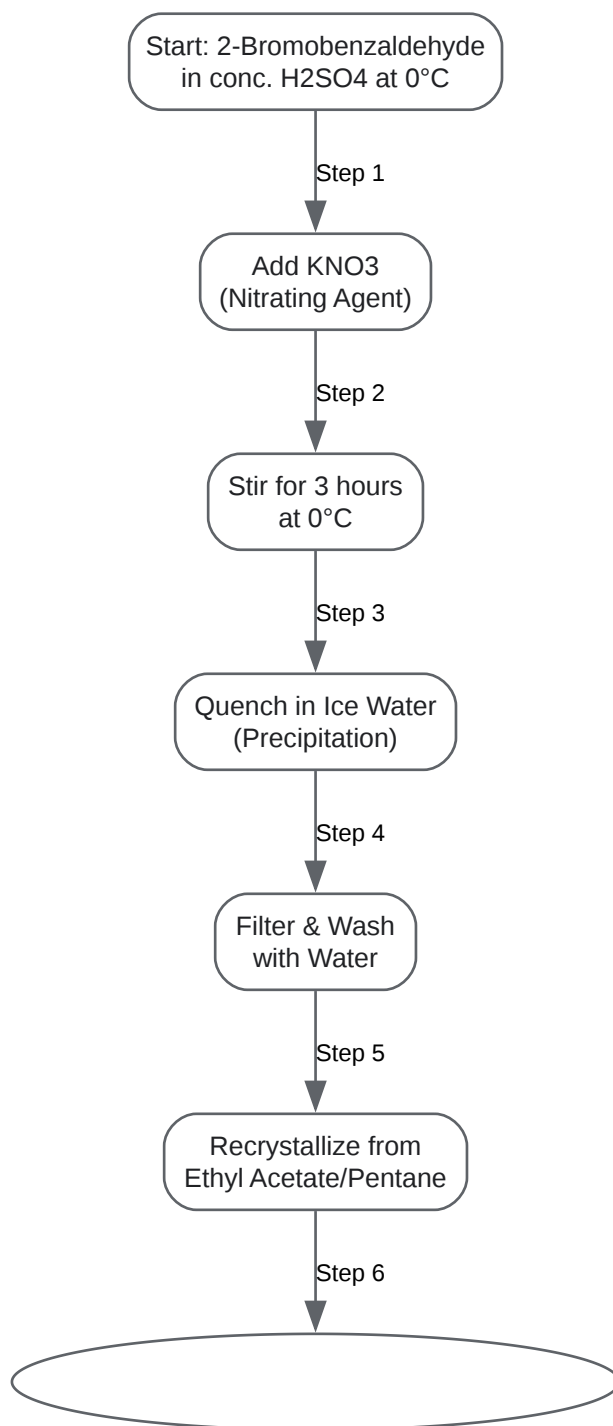 Start: 2-Bromobenzaldehyde
in conc. H2SO4 at 0°C
Step 1
Add KNO3
(Nitrating Agent)
Step 2
Stir for 3 hours
at 0°C
Step 3
Quench in Ice Water
(Precipitation)
Step 4
Filter & Wash
with Water
Step 5
Recrystallize from
Ethyl Acetate/Pentane
Step 6